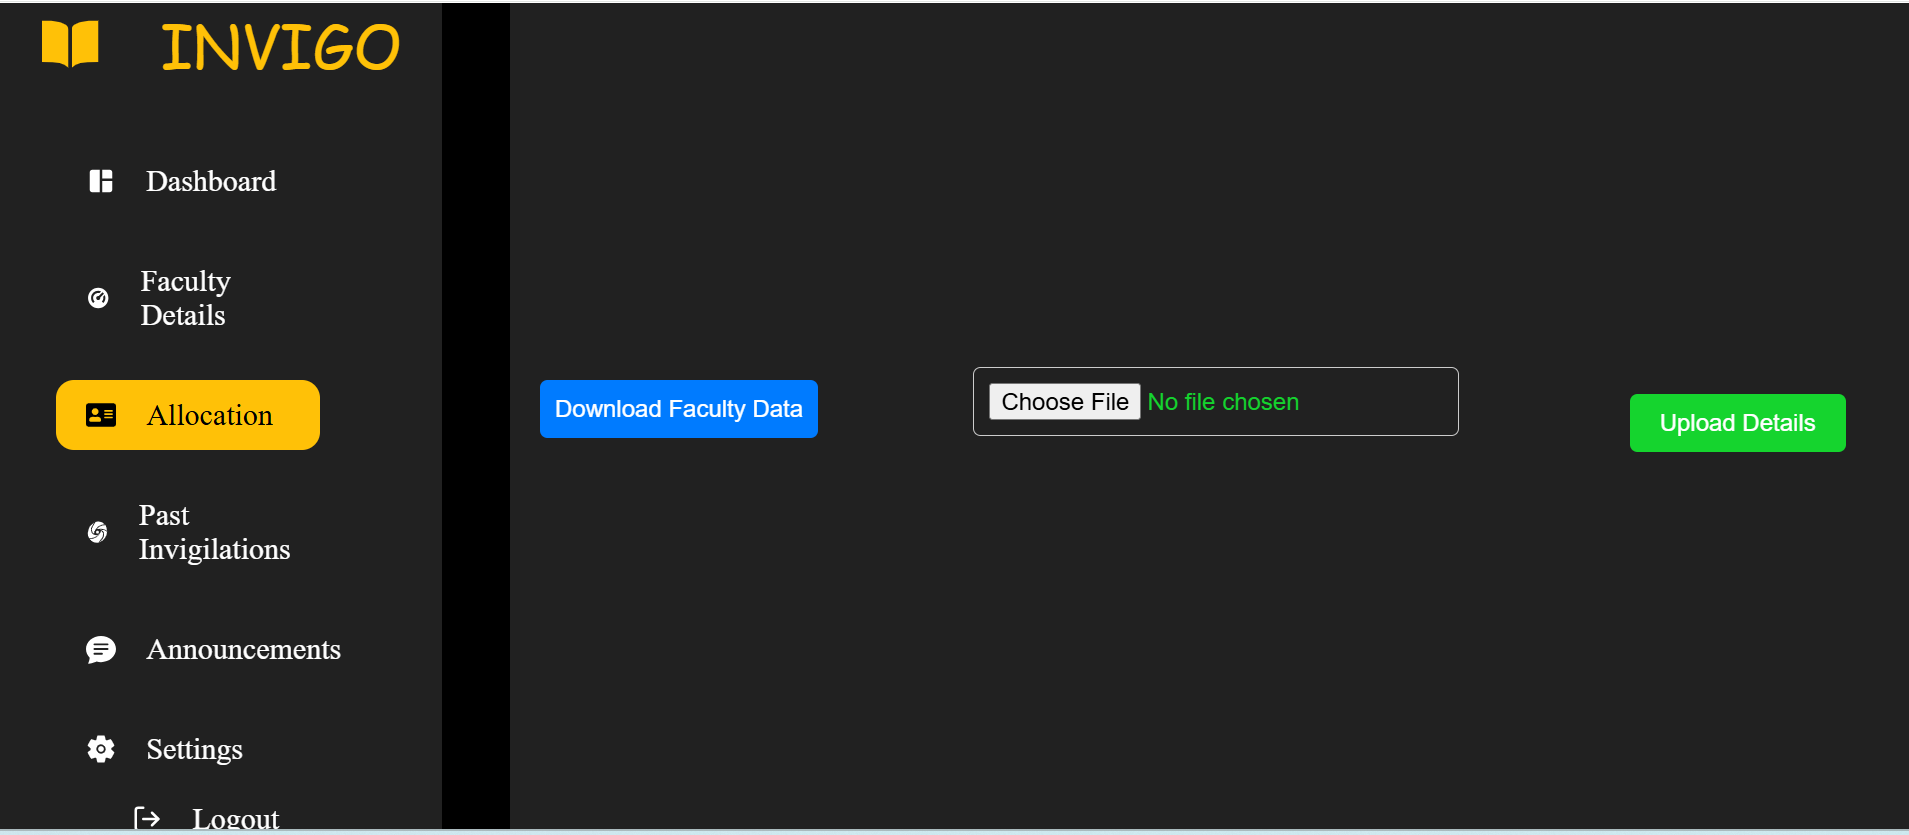 INVIGO
Dashboard
Faculty
Details
Allocation
Past
Invigilations
Announcements
Settings
Logout
Download Faculty Data
Choose File No file chosen
Upload Details